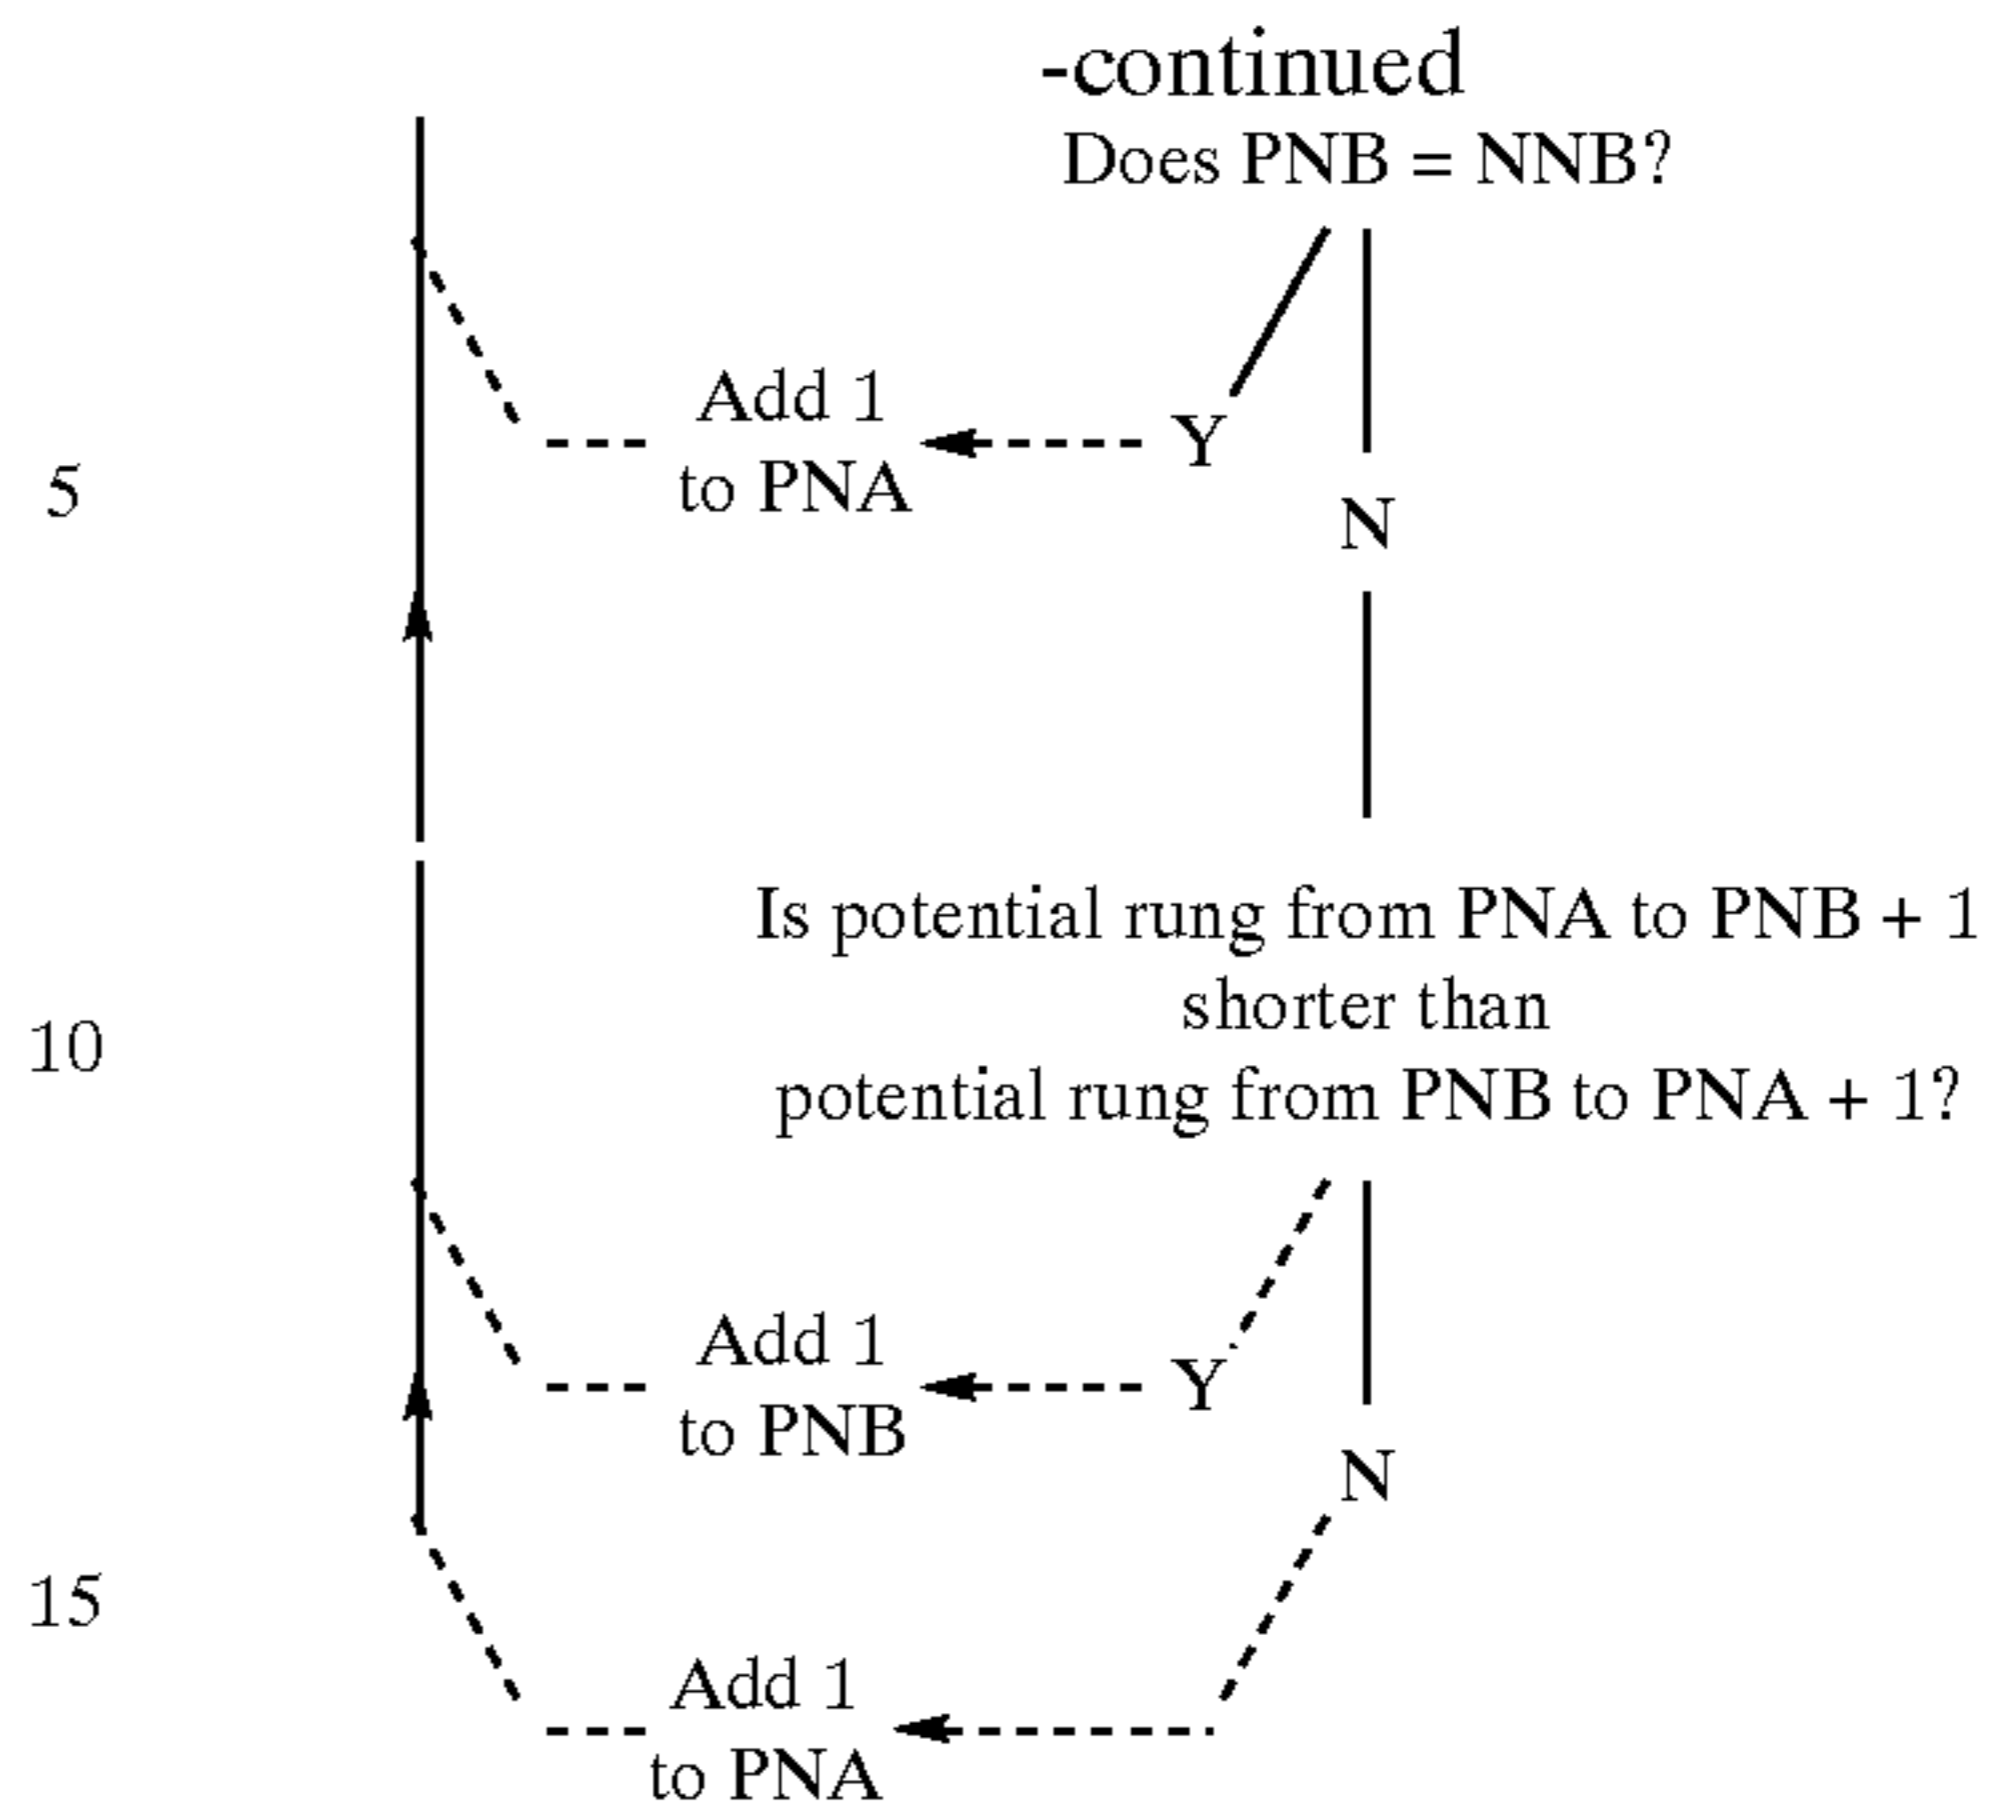 -continued
Does PNB = NNB?
Add 1
to PNA
Y
5
N
Is potential rung from PNA to PNB + 1
shorter than
10
potential rung from PNB to PNA + 1?
Add 1
to PNB
Y
N
15
Add 1
to PNA